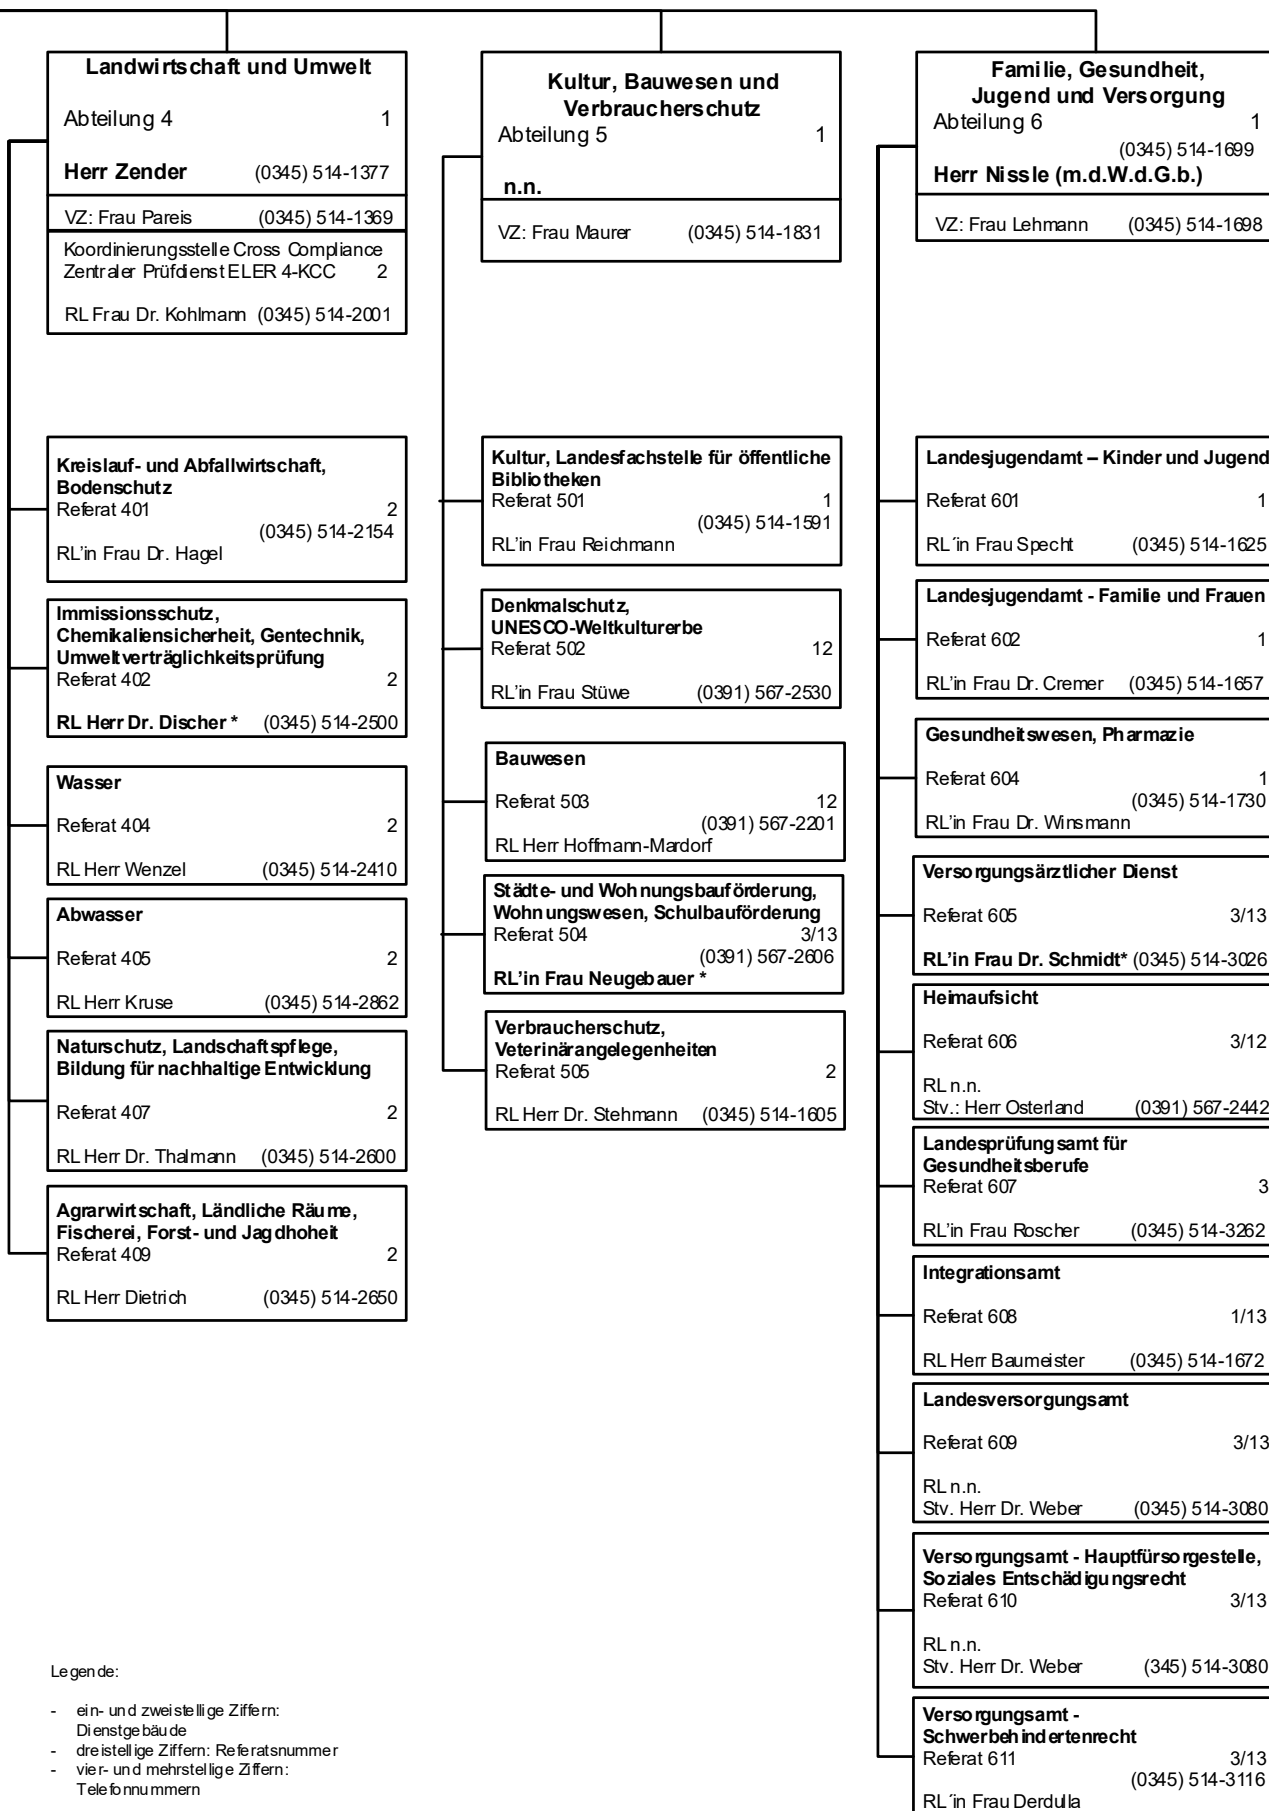 Landwirtschaft und Umwelt
Abteilung 4 1
Herr Zender (0345) 514-1377
VZ: Frau Pareis (0345) 514-1369
Koordinierungsstelle Cross Compliance
Zentraler Prüfdienst ELER 4-KCC 2
RL Frau Dr. Kohlmann (0345) 514-2001
Kreislauf- und Abfallwirtschaft,
Bodenschutz
Referat 401 2
(0345) 514-2154
RL'in Frau Dr. Hagel
Immissionsschutz,
Chemikaliensicherheit, Gentechnik,
Umweltverträglichkeitsprüfung
Referat 402 2
RL Herr Dr. Discher * (0345) 514-2500
Wasser
Referat 404 2
RL Herr Wenzel (0345) 514-2410
Abwasser
Referat 405 2
RL Herr Kruse (0345) 514-2862
Naturschutz, Landschaftspflege,
Bildung für nachhaltige Entwicklung
Referat 407 2
RL Herr Dr. Thalmann (0345) 514-2600
Agrarwirtschaft, Ländliche Räume,
Fischerei, Forst- und Jagdhoheit
Referat 409 2
RL Herr Dietrich (0345) 514-2650
Legende:
- ein- und zweistellige Ziffern:
Dienstgebäude
- dreistellige Ziffern: Referatsnummer
- vier- und mehrstellige Ziffern:
Telefonnummern
Kultur, Bauwesen und
Verbraucherschutz
Abteilung 5 1
n.n.
VZ: Frau Maurer (0345) 514-1831
Kultur, Landesfachstelle für öffentliche
Bibliotheken
Referat 501 1
(0345) 514-1591
RL'in Frau Reichmann
Denkmalschutz,
UNESCO-Weltkulturerbe
Referat 502 12
RL'in Frau Stüwe (0391) 567-2530
Bauwesen
Referat 503 12
(0391) 567-2201
RL Herr Hoffmann-Mardorf
Städte- und Wohnungsbauförderung,
Wohnungswesen, Schulbauförderung
Referat 504 3/13
(0391) 567-2606
RL'in Frau Neugebauer *
Verbraucherschutz,
Veterinärangelegenheiten
Referat 505 2
RL Herr Dr. Stehmann (0345) 514-1605
Familie, Gesundheit,
Jugend und Versorgung
Abteilung 6 1
(0345) 514-1699
Herr Nissle (m.d.W.d.G.b.)
VZ: Frau Lehmann (0345) 514-1698
Landesjugendamt – Kinder und Jugend
Referat 601 1
RL´in Frau Specht (0345) 514-1625
Landesjugendamt - Familie und Frauen
Referat 602 1
RL'in Frau Dr. Cremer (0345) 514-1657
Gesundheitswesen, Pharmazie
Referat 604 1
(0345) 514-1730
RL'in Frau Dr. Winsmann
Versorgungsärztlicher Dienst
Referat 605 3/13
RL'in Frau Dr. Schmidt* (0345) 514-3026
Heimaufsicht
Referat 606 3/12
RL n.n.
Stv.: Herr Osterland (0391) 567-2442
Landesprüfungsamt für
Gesundheitsberufe
Referat 607 3
RL'in Frau Roscher (0345) 514-3262
Integrationsamt
Referat 608 1/13
RL Herr Baumeister (0345) 514-1672
Landesversorgungsamt
Referat 609 3/13
RL n.n.
Stv. Herr Dr. Weber (0345) 514-3080
Versorgungsamt - Hauptfürsorgestelle,
Soziales Entschädigungsrecht
Referat 610 3/13
RL n.n.
Stv. Herr Dr. Weber (345) 514-3080
Versorgungsamt -
Schwerbehindertenrecht
Referat 611 3/13
(0345) 514-3116
RL´in Frau Derdulla